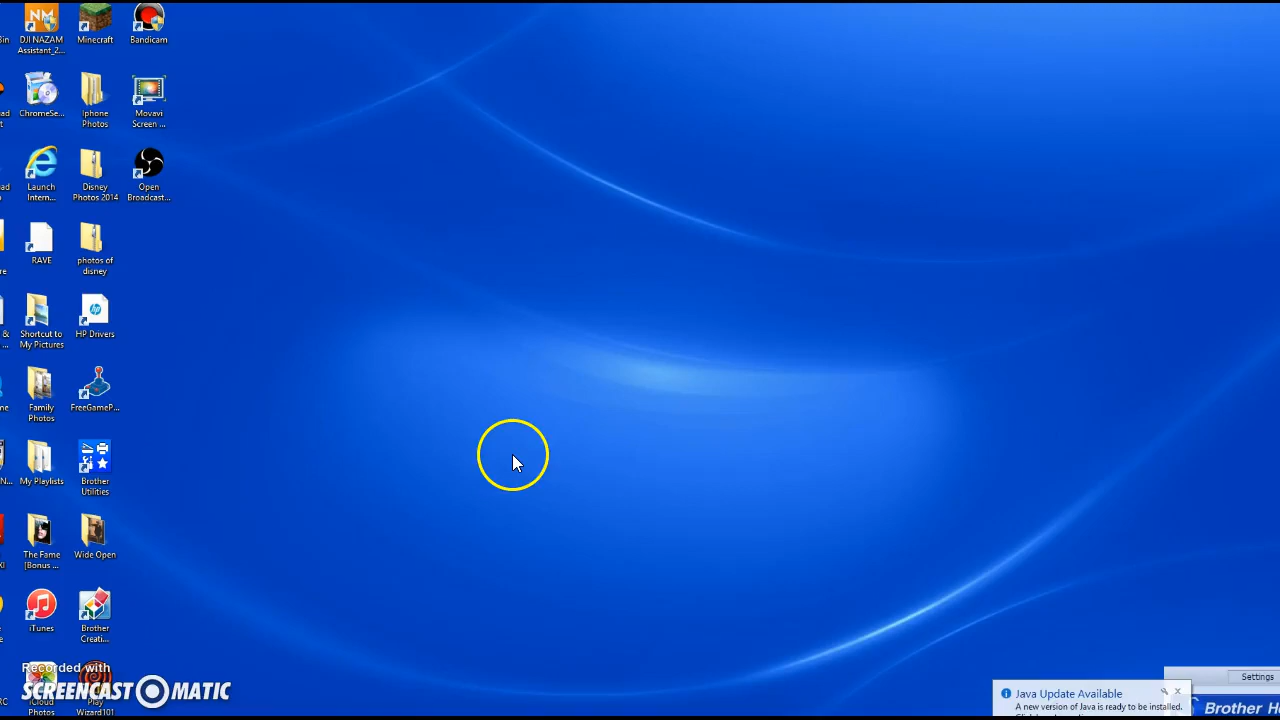 Bin
DJI NAZAM
Assistant_2...
Minecraft
Bandicam
ChromeSe...
Iphone
Photos
Movavi
Screen ...
Launch
Intern...
Disney
Photos 2014
Open
Broadcast...
RAVE
photos of
disney
Shortcut to
My Pictures
HP Drivers
Family
Photos
FreeGameP...
My Playlists
Brother
Utilities
The Fame
[Bonus ...
Wide Open
iTunes
Brother
Creati...
iCloud
Photos
Play
Wizard101
Recorded with
SCREENCAST O MATIC
Settings
Brother
Java Update Available
A new version of Java is ready to be installed.